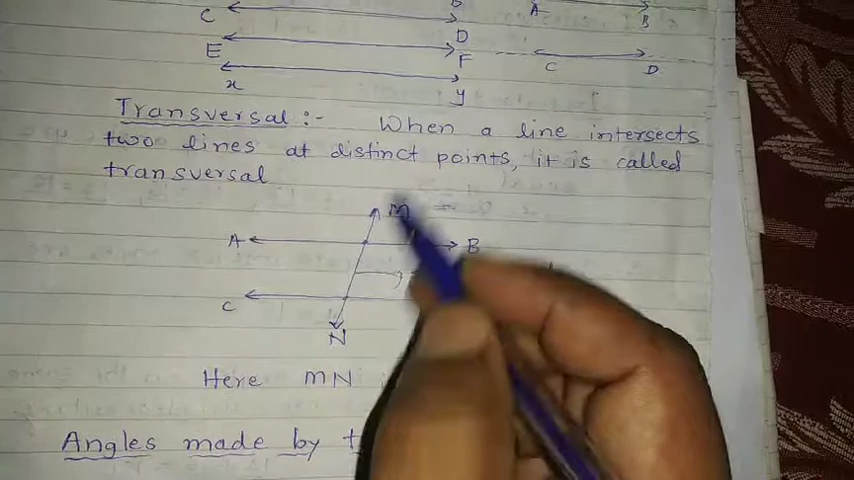 C D A B
E F C D
x y
Transversal :- When a line intersects
two lines at distinct points, it is called
transversal
M
A B
C
N
Here MN
Angles made by